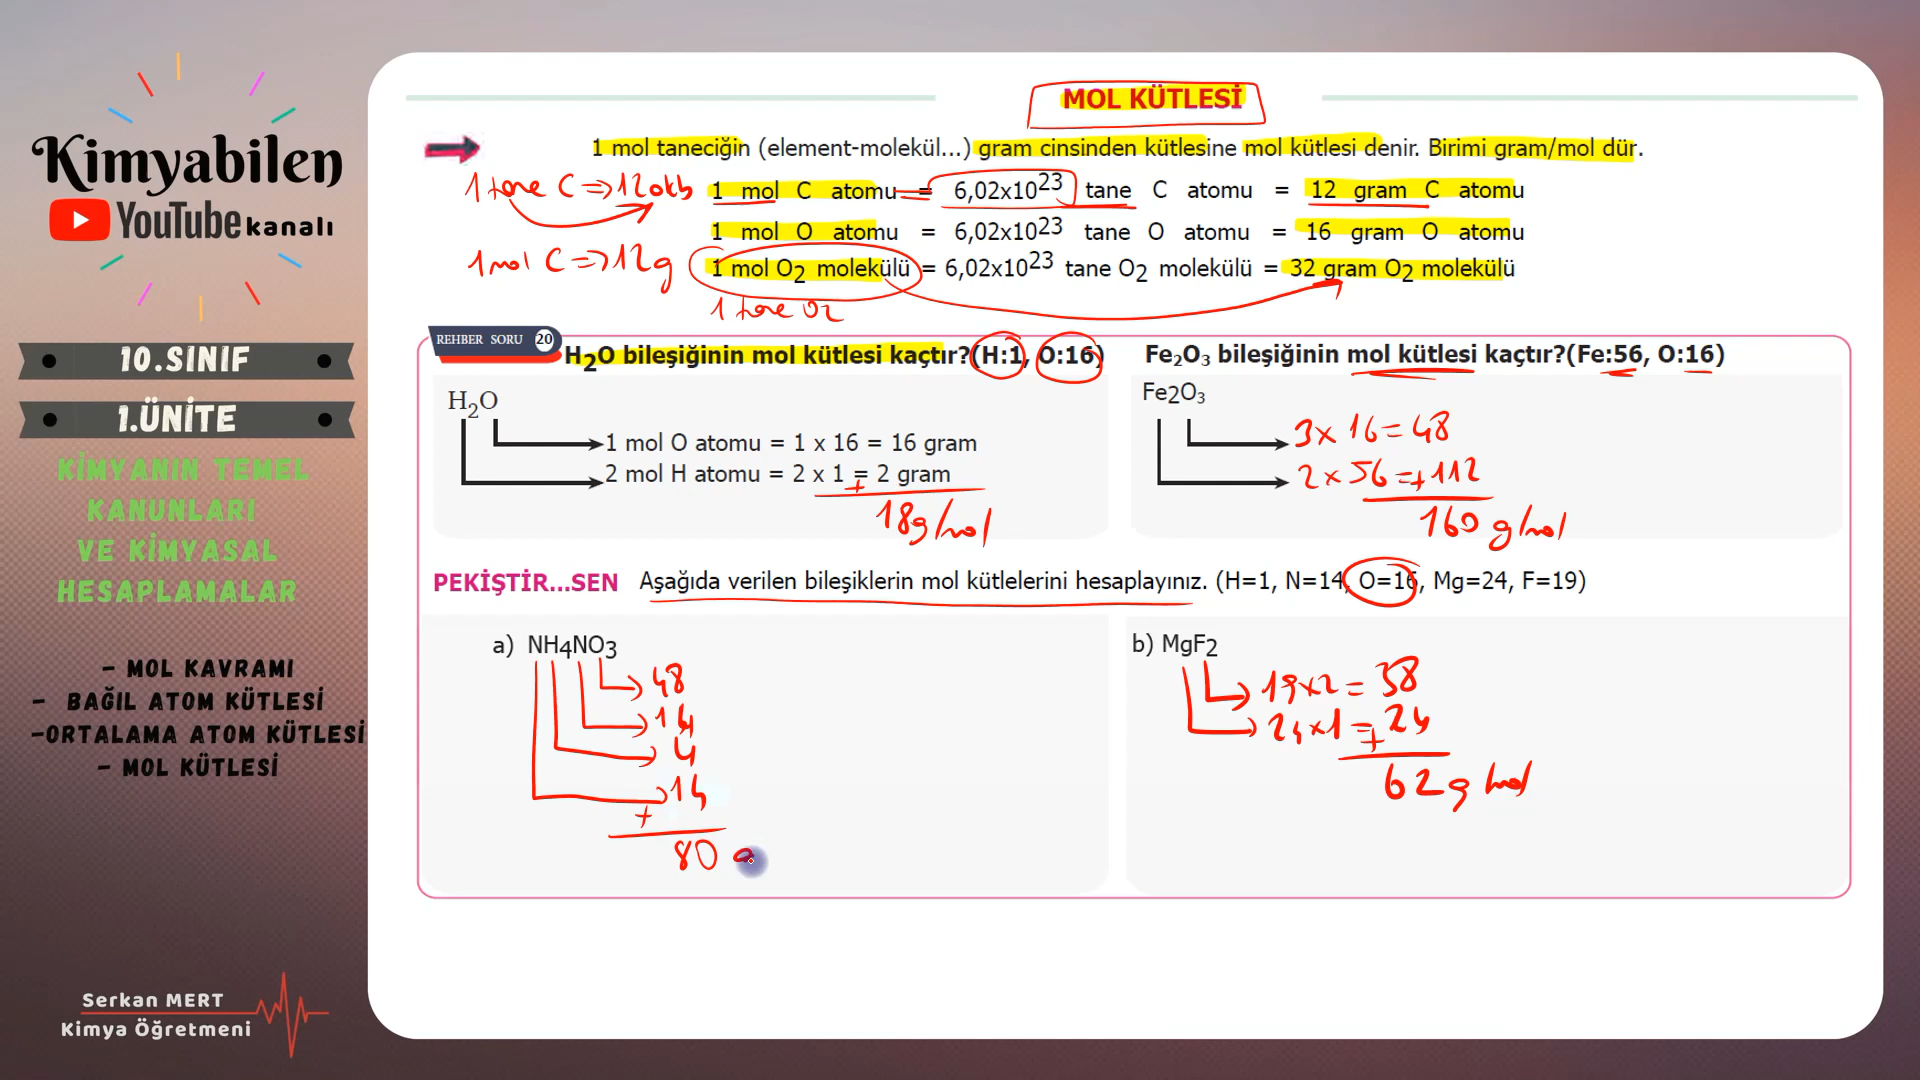 Kimyabilen
YouTube kanalı
10.SINIF
1.ÜNİTE
KİMYANIN TEMEL
KANUNLARI
VE KİMYASAL
HESAPLAMALAR
- MOL KAVRAMI
- BAĞIL ATOM KÜTLESİ
-ORTALAMA ATOM KÜTLESİ
- MOL KÜTLESİ
Serkan MERT
Kimya Öğretmeni
MOL KÜTLESİ
1 mol taneciğin (element-molekül...) gram cinsinden kütlesine mol kütlesi denir. Birimi gram/mol dür.
1 tane C ⇒ 12 akb
1 mol C atomu = 6,02x10²³ tane C atomu = 12 gram C atomu
1 mol O atomu = 6,02x10²³ tane O atomu = 16 gram O atomu
1 mol C ⇒ 12g
1 mol O₂ molekülü = 6,02x10²³ tane O₂ molekülü = 32 gram O₂ molekülü
1 tane O₂
REHBER SORU 20
H₂O bileşiğinin mol kütlesi kaçtır?(H:1, O:16)
H₂O
1 mol O atomu = 1 x 16 = 16 gram
2 mol H atomu = 2 x 1 = 2 gram
+
18g/mol
Fe₂O₃ bileşiğinin mol kütlesi kaçtır?(Fe:56, O:16)
Fe₂O₃
3 x 16 = 48
2 x 56 = +112
160 g/mol
PEKİŞTİR...SEN Aşağıda verilen bileşiklerin mol kütlelerini hesaplayınız. (H=1, N=14, O=16, Mg=24, F=19)
a) NH₄NO₃
48
14
4
14
+
80
b) MgF₂
19x2 = 38
24x1 = 24
+
62 g/mol